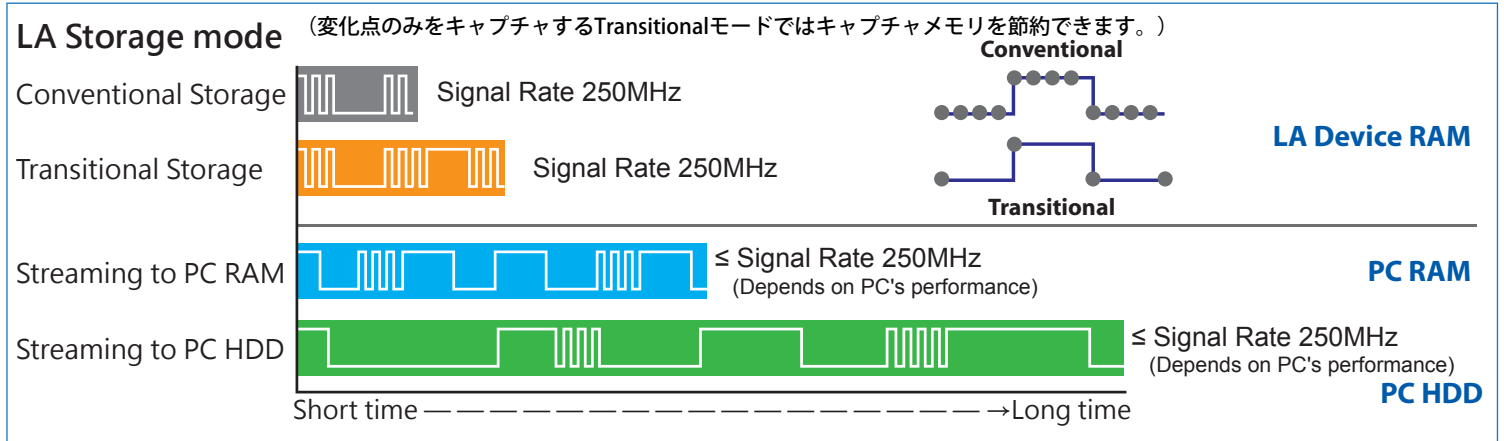 LA Storage mode （変化点のみをキャプチャするTransitionalモードではキャプチャメモリを節約できます。）
Conventional
Conventional Storage Signal Rate 250MHz
LA Device RAM
Transitional Storage Signal Rate 250MHz
Transitional
Streaming to PC RAM ≤ Signal Rate 250MHz
(Depends on PC's performance)
PC RAM
Streaming to PC HDD ≤ Signal Rate 250MHz
(Depends on PC's performance)
PC HDD
Short time — — — — — — — — — — — — — — — — — →Long time